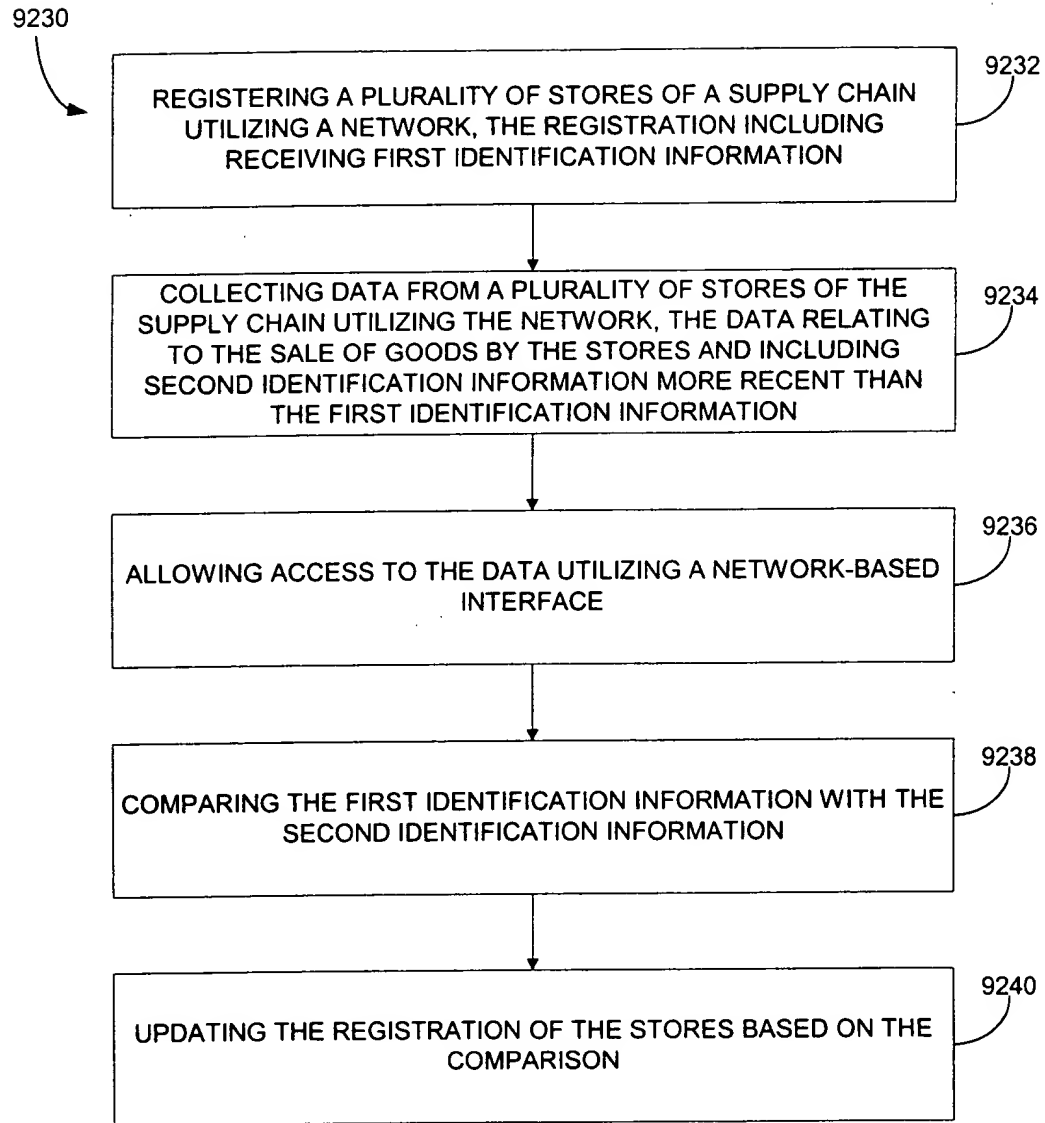 9230
9232
REGISTERING A PLURALITY OF STORES OF A SUPPLY CHAIN
UTILIZING A NETWORK, THE REGISTRATION INCLUDING
RECEIVING FIRST IDENTIFICATION INFORMATION
9234
COLLECTING DATA FROM A PLURALITY OF STORES OF THE
SUPPLY CHAIN UTILIZING THE NETWORK, THE DATA RELATING
TO THE SALE OF GOODS BY THE STORES AND INCLUDING
SECOND IDENTIFICATION INFORMATION MORE RECENT THAN
THE FIRST IDENTIFICATION INFORMATION
9236
ALLOWING ACCESS TO THE DATA UTILIZING A NETWORK-BASED
INTERFACE
9238
COMPARING THE FIRST IDENTIFICATION INFORMATION WITH THE
SECOND IDENTIFICATION INFORMATION
9240
UPDATING THE REGISTRATION OF THE STORES BASED ON THE
COMPARISON